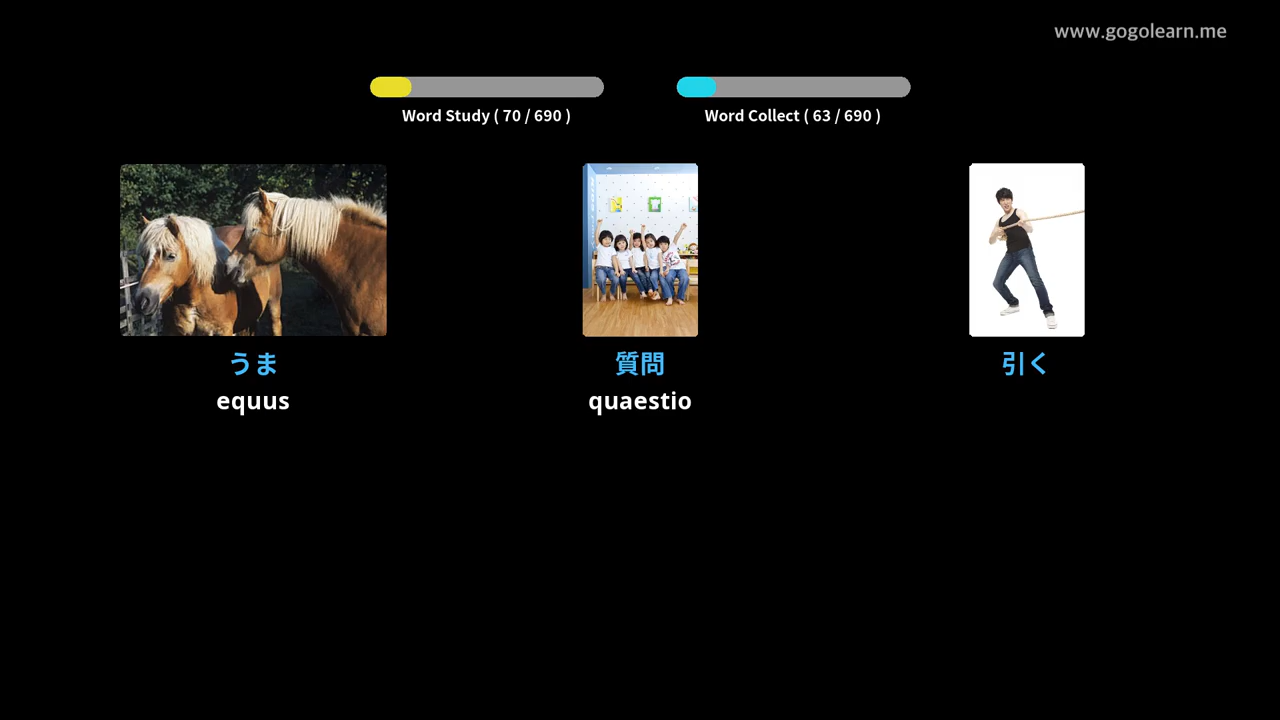 www.gogolearn.me
Word Study ( 70 / 690 )
Word Collect ( 63 / 690 )
うま
equus
質問
quaestio
引く